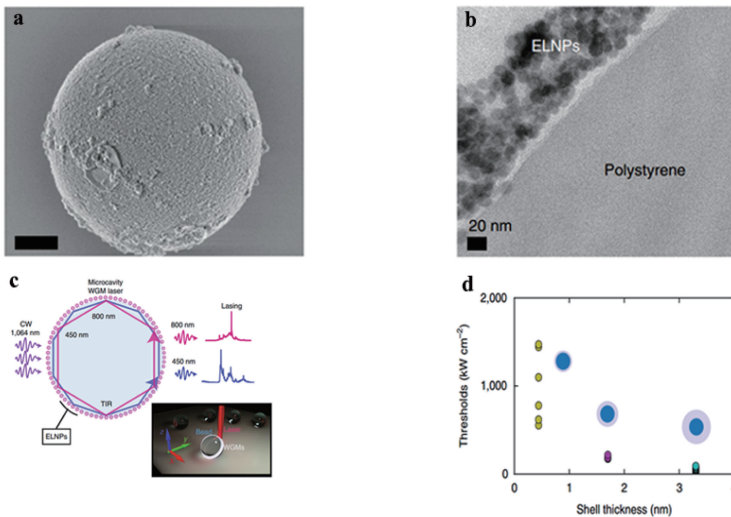 a
b
ELNPs
Polystyrene
20 nm
c
Microcavity
WGM laser
CW
1,064 nm
800 nm
450 nm
TIR
ELNPs
Lasing
800 nm
450 nm
WGMs
d
2,000
1,000
0
Thresholds (kW cm⁻²)
0 1 2 3
Shell thickness (nm)